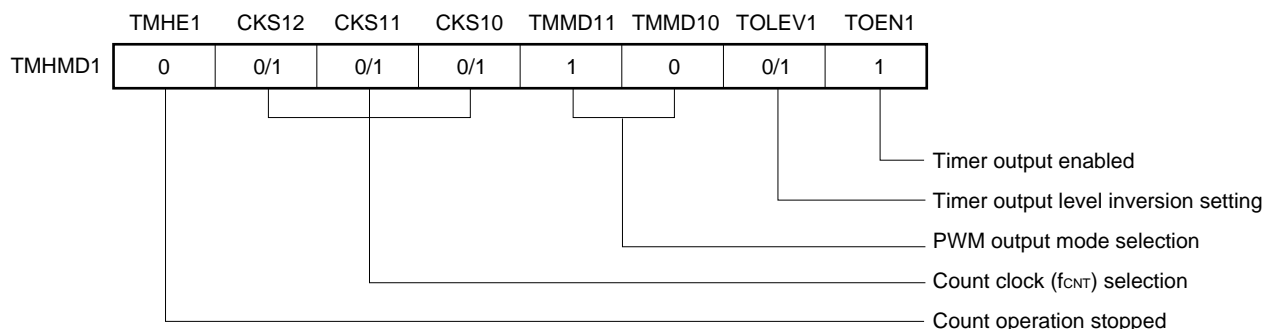 TMHE1 CKS12 CKS11 CKS10 TMMD11 TMMD10 TOLEV1 TOEN1
TMHMD1 0 0/1 0/1 0/1 1 0 0/1 1
Timer output enabled
Timer output level inversion setting
PWM output mode selection
Count clock (fCNT) selection
Count operation stopped